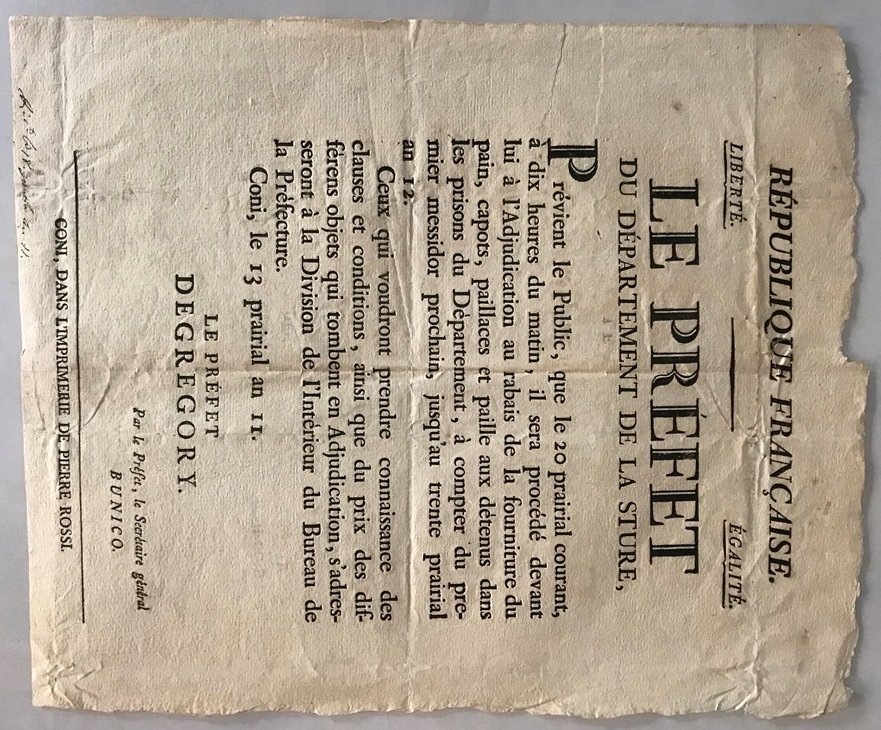 RÉPUBLIQUE FRANÇAISE.
LIBERTÉ. ÉGALITÉ.
LE PRÉFET
DU DÉPARTEMENT DE LA STURE,
Prévient le Public, que le 20 prairial courant,
à dix heures du matin, il sera procédé devant
lui à l'Adjudication au rabais de la fourniture du
pain, capots, paillaces et paille aux détenus dans
les prisons du Département, à compter du pre-
mier messidor prochain, jusqu'au trente prairial
an 12.
Ceux qui voudront prendre connaissance des
clauses et conditions, ainsi que du prix des dif-
férens objets qui tombent en Adjudication, s'adres-
seront à la Division de l'Intérieur du Bureau de
la Préfecture.
Coni, le 13 prairial an 11.
LE PRÉFET
DEGREGORY.
Par le Préfet, le Secrétaire général
BUNICO.
CONI, DANS L'IMPRIMERIE DE PIERRE ROSSI.